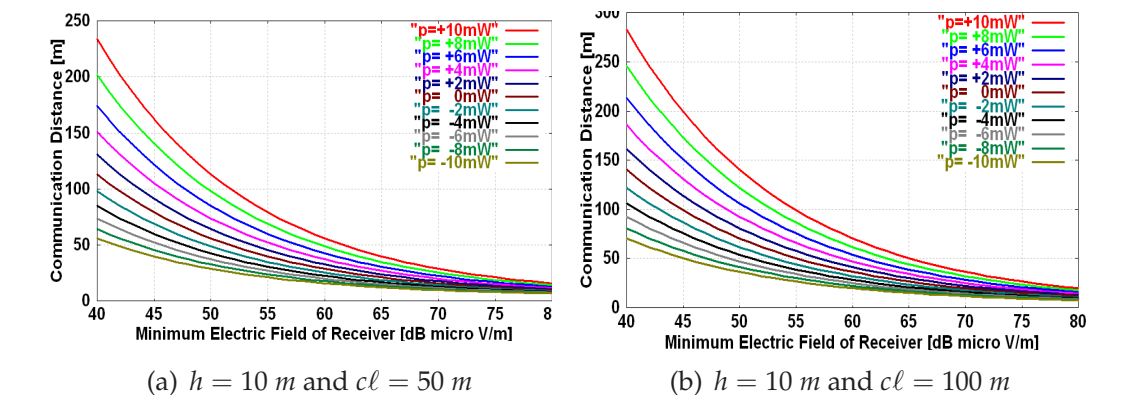 250
200
150
100
50
0
40 45 50 55 60 65 70 75 8
Communication Distance [m]
Minimum Electric Field of Receiver [dB micro V/m]
"p=+10mW"
"p= +8mW"
"p= +6mW"
"p= +4mW"
"p= +2mW"
"p= 0mW"
"p= -2mW"
"p= -4mW"
"p= -6mW"
"p= -8mW"
"p= -10mW"
(a) h = 10 m and cℓ = 50 m
300
250
200
150
100
50
0
40 45 50 55 60 65 70 75 80
Communication Distance [m]
Minimum Electric Field of Receiver [dB micro V/m]
"p=+10mW"
"p= +8mW"
"p= +6mW"
"p= +4mW"
"p= +2mW"
"p= 0mW"
"p= -2mW"
"p= -4mW"
"p= -6mW"
"p= -8mW"
"p= -10mW"
(b) h = 10 m and cℓ = 100 m